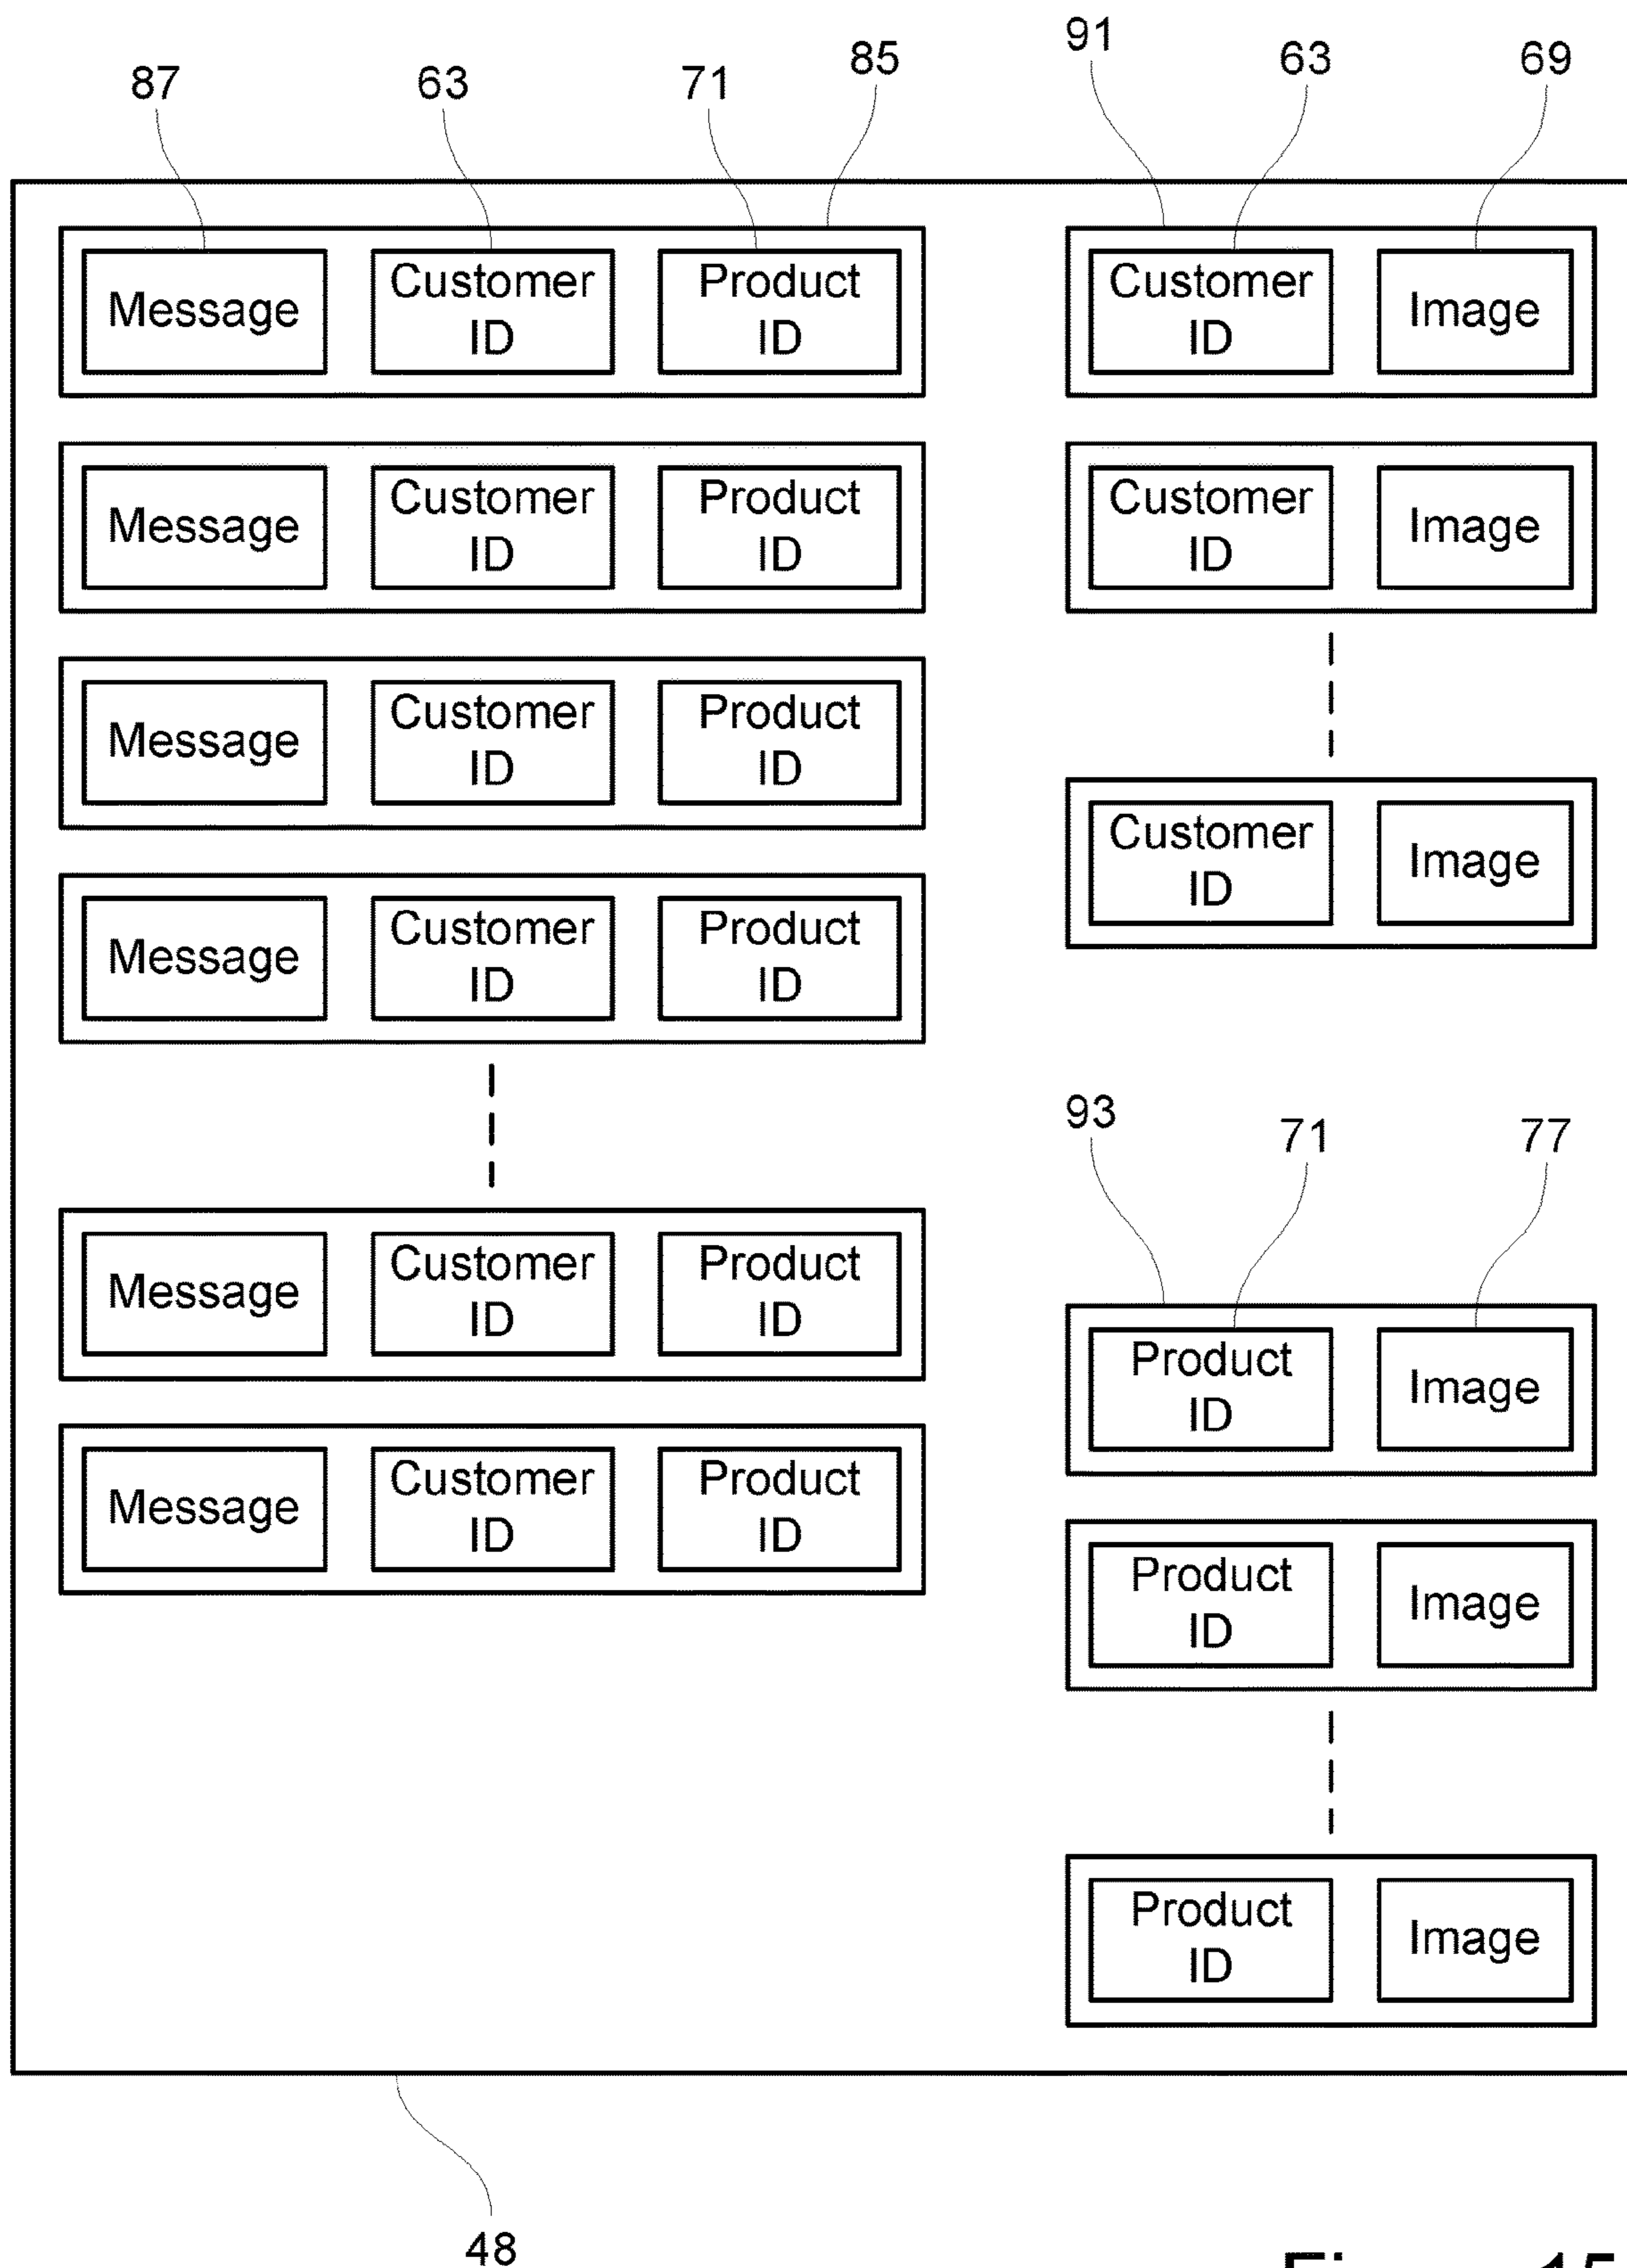 87
63
71
85
91
63
69
Message
Customer
ID
Product
ID
Customer
ID
Image
Message
Customer
ID
Product
ID
Customer
ID
Image
Message
Customer
ID
Product
ID
Customer
ID
Image
Message
Customer
ID
Product
ID
93
71
77
Message
Customer
ID
Product
ID
Product
ID
Image
Message
Customer
ID
Product
ID
Product
ID
Image
Product
ID
Image
48